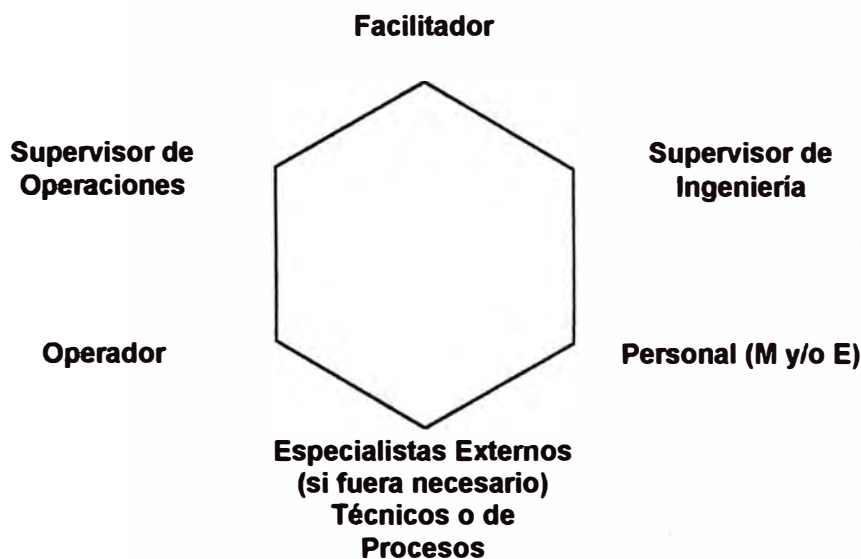 Facilitador
Supervisor de
Operaciones
Supervisor de
Ingeniería
Operador
Personal (M y/o E)
Especialistas Externos
(si fuera necesario)
Técnicos o de
Procesos